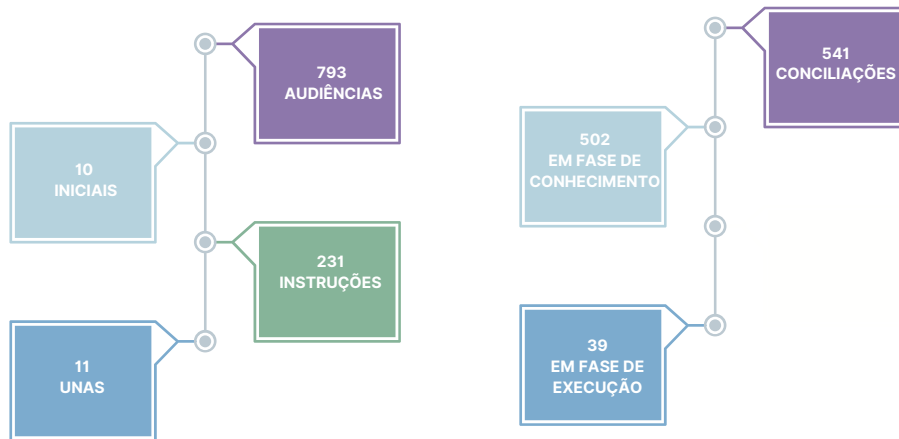 793
AUDIÊNCIAS
10
INICIAIS
231
INSTRUÇÕES
11
UNAS
541
CONCILIAÇÕES
502
EM FASE DE
CONHECIMENTO
39
EM FASE DE
EXECUÇÃO